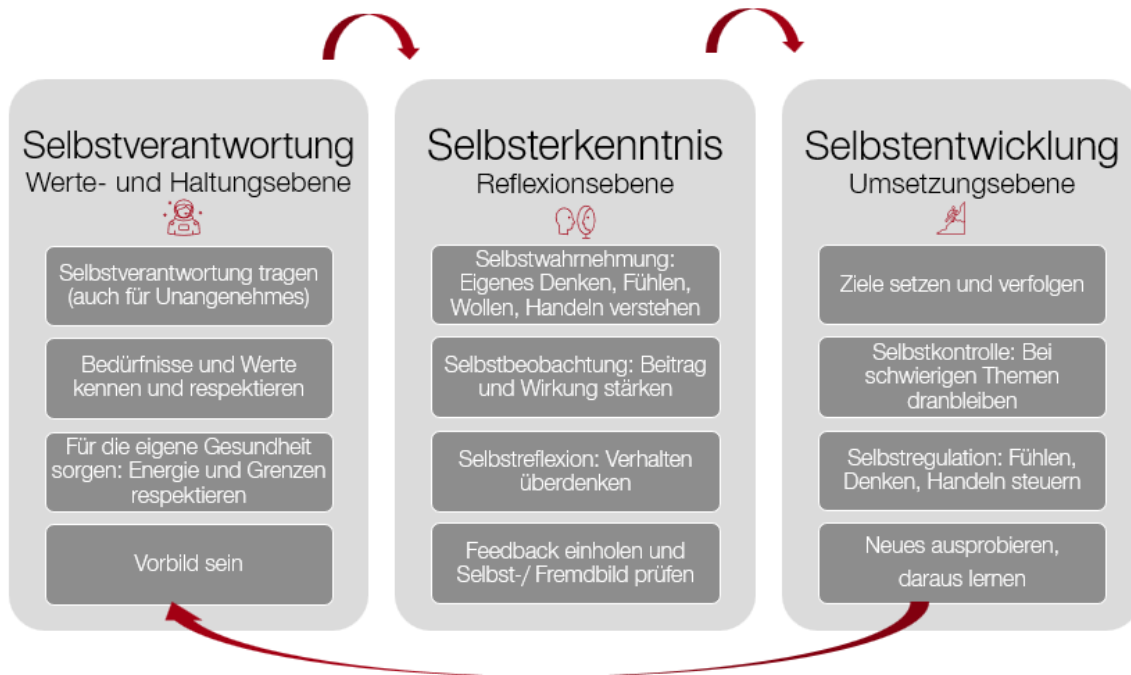 Selbstverantwortung
Werte- und Haltungsebene
Selbstverantwortung tragen
(auch für Unangenehmes)
Bedürfnisse und Werte
kennen und respektieren
Für die eigene Gesundheit
sorgen: Energie und Grenzen
respektieren
Vorbild sein
Selbsterkenntnis
Reflexionsebene
Selbstwahrnehmung:
Eigenes Denken, Fühlen,
Wollen, Handeln verstehen
Selbstbeobachtung: Beitrag
und Wirkung stärken
Selbstreflexion: Verhalten
überdenken
Feedback einholen und
Selbst-/ Fremdbild prüfen
Selbstentwicklung
Umsetzungsebene
Ziele setzen und verfolgen
Selbstkontrolle: Bei
schwierigen Themen
dranbleiben
Selbstregulation: Fühlen,
Denken, Handeln steuern
Neues ausprobieren,
daraus lernen